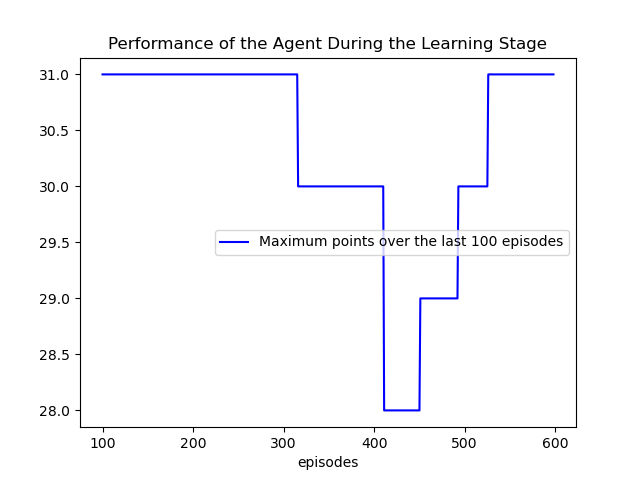 Performance of the Agent During the Learning Stage
31.0
30.5
30.0
29.5
29.0
28.5
28.0
Maximum points over the last 100 episodes
100 200 300 400 500 600
episodes